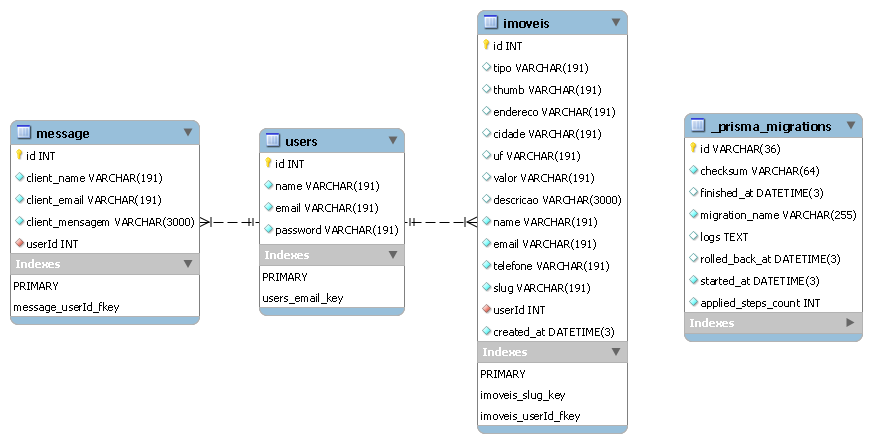 message
id INT
client_name VARCHAR(191)
client_email VARCHAR(191)
client_mensagem VARCHAR(3000)
userId INT
Indexes
PRIMARY
message_userId_fkey
users
id INT
name VARCHAR(191)
email VARCHAR(191)
password VARCHAR(191)
Indexes
PRIMARY
users_email_key
imoveis
id INT
tipo VARCHAR(191)
thumb VARCHAR(191)
endereco VARCHAR(191)
cidade VARCHAR(191)
uf VARCHAR(191)
valor VARCHAR(191)
descricao VARCHAR(3000)
name VARCHAR(191)
email VARCHAR(191)
telefone VARCHAR(191)
slug VARCHAR(191)
userId INT
created_at DATETIME(3)
Indexes
PRIMARY
imoveis_slug_key
imoveis_userId_fkey
_prisma_migrations
id VARCHAR(36)
checksum VARCHAR(64)
finished_at DATETIME(3)
migration_name VARCHAR(255)
logs TEXT
rolled_back_at DATETIME(3)
started_at DATETIME(3)
applied_steps_count INT
Indexes